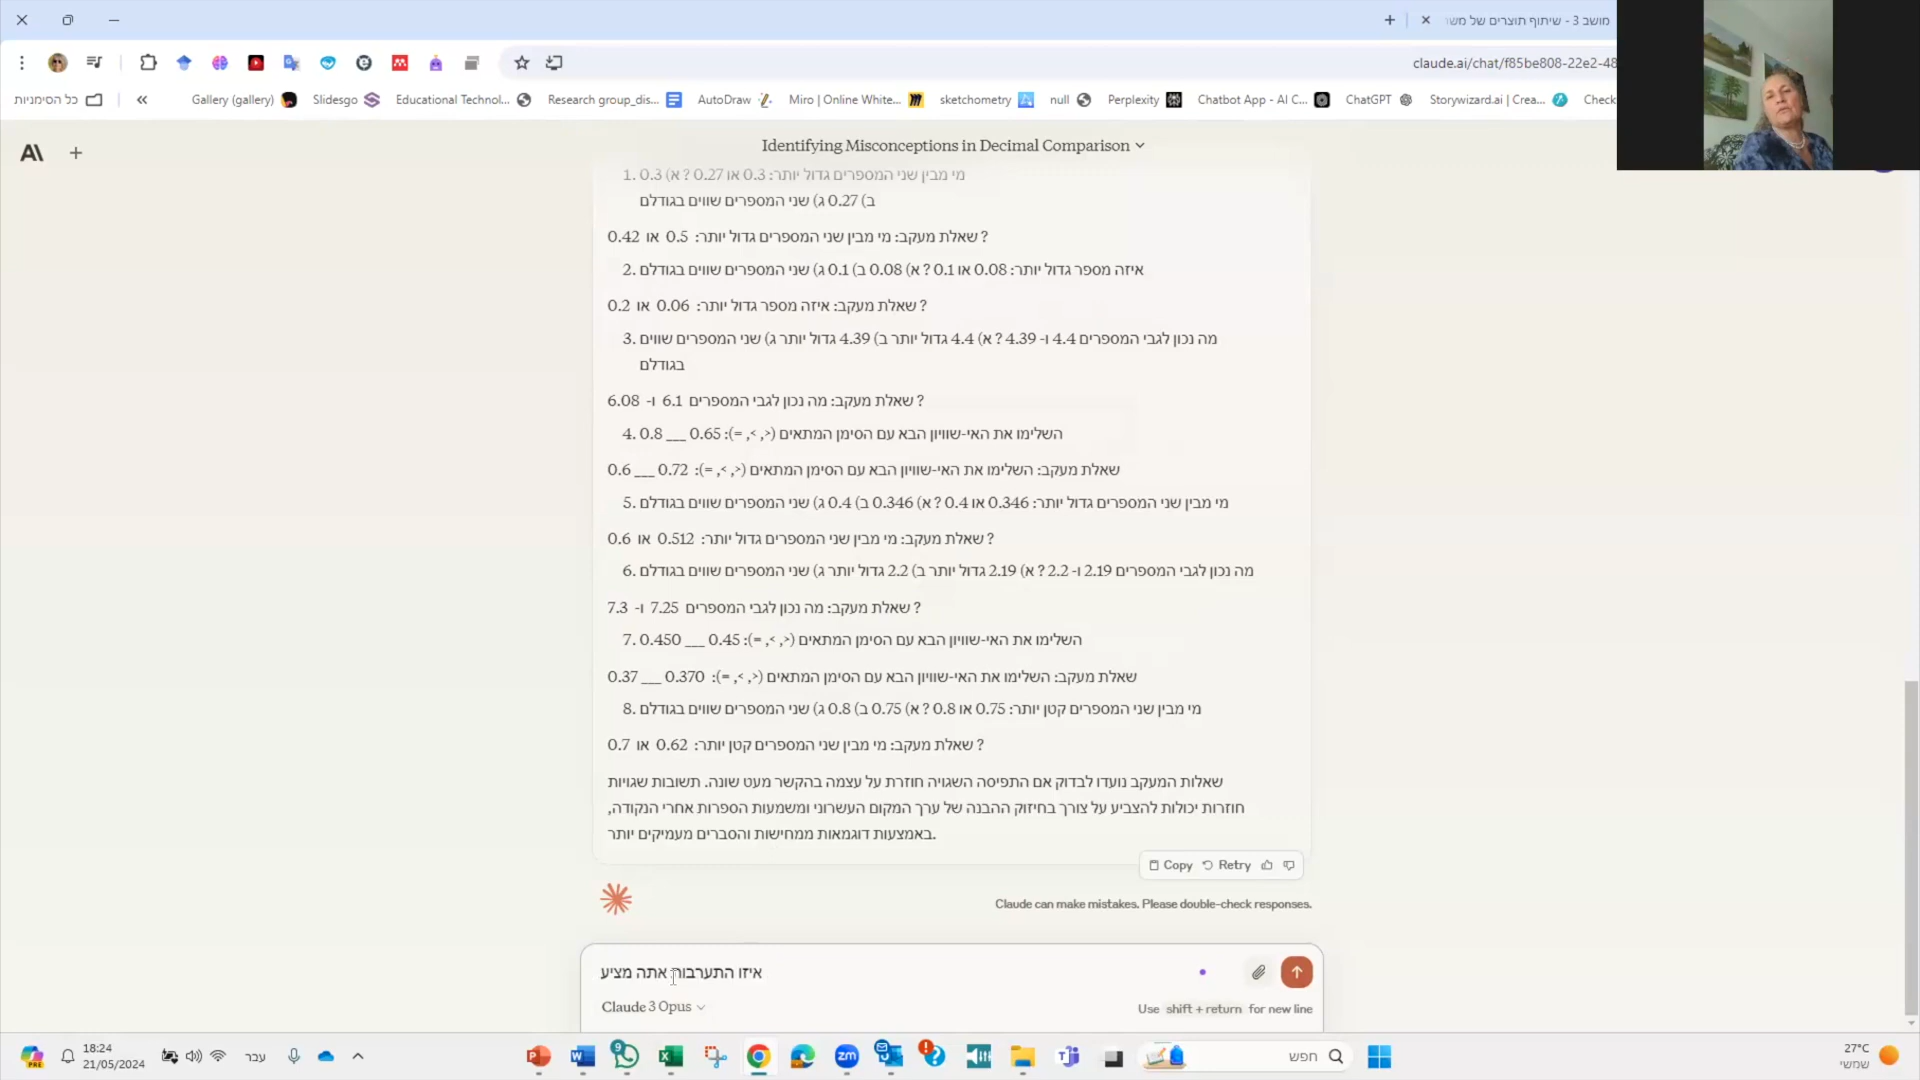 מושב 3 - שיתוף תוצרים של משו
claude.ai/chat/f85be808-22e2-48
כל הסימניות
Gallery (gallery)
Slidesgo
Educational Technol...
Research group_dis...
AutoDraw
Miro | Online White...
sketchometry
null
Perplexity
Chatbot App - AI C...
ChatGPT
Storywizard.ai | Crea...
Check
Identifying Misconceptions in Decimal Comparison
1. מי מבין שני המספרים גדול יותר: 0.3 או 0.27 ? א) 0.3
ב) 0.27 ג) שני המספרים שווים בגודלם
שאלת מעקב: מי מבין שני המספרים גדול יותר: 0.5 או 0.42 ?
2. איזה מספר גדול יותר: 0.08 או 0.1 ? א) 0.08 ב) 0.1 ג) שני המספרים שווים בגודלם
שאלת מעקב: איזה מספר גדול יותר: 0.06 או 0.2 ?
3. מה נכון לגבי המספרים 4.4 ו- 4.39 ? א) 4.4 גדול יותר ב) 4.39 גדול יותר ג) שני המספרים שווים
בגודלם
שאלת מעקב: מה נכון לגבי המספרים 6.1 ו- 6.08 ?
4. השלימו את האי-שוויון הבא עם הסימן המתאים (<, >, =): 0.65 ___ 0.8
שאלת מעקב: השלימו את האי-שוויון הבא עם הסימן המתאים (<, >, =): 0.72 ___ 0.6
5. מי מבין שני המספרים גדול יותר: 0.346 או 0.4 ? א) 0.346 ב) 0.4 ג) שני המספרים שווים בגודלם
שאלת מעקב: מי מבין שני המספרים גדול יותר: 0.512 או 0.6 ?
6. מה נכון לגבי המספרים 2.19 ו- 2.2 ? א) 2.19 גדול יותר ב) 2.2 גדול יותר ג) שני המספרים שווים בגודלם
שאלת מעקב: מה נכון לגבי המספרים 7.25 ו- 7.3 ?
7. השלימו את האי-שוויון הבא עם הסימן המתאים (<, >, =): 0.45 ___ 0.450
שאלת מעקב: השלימו את האי-שוויון הבא עם הסימן המתאים (<, >, =): 0.370 ___ 0.37
8. מי מבין שני המספרים קטן יותר: 0.75 או 0.8 ? א) 0.75 ב) 0.8 ג) שני המספרים שווים בגודלם
שאלת מעקב: מי מבין שני המספרים קטן יותר: 0.62 או 0.7 ?
שאלות המעקב נועדו לבדוק אם התפיסה השגויה חוזרת על עצמה בהקשר מעט שונה. תשובות שגויות
חוזרות יכולות להצביע על צורך בחיזוק ההבנה של ערך המקום העשרוני ומשמעות הספרות אחרי הנקודה,
באמצעות דוגמאות ממחישות והסברים מעמיקים יותר.
Copy Retry
Claude can make mistakes. Please double-check responses.
איזו התערבות אתה מציע
Claude 3 Opus
Use shift + return for new line
18:24
21/05/2024
עבר
חפש
27°C
שמשי